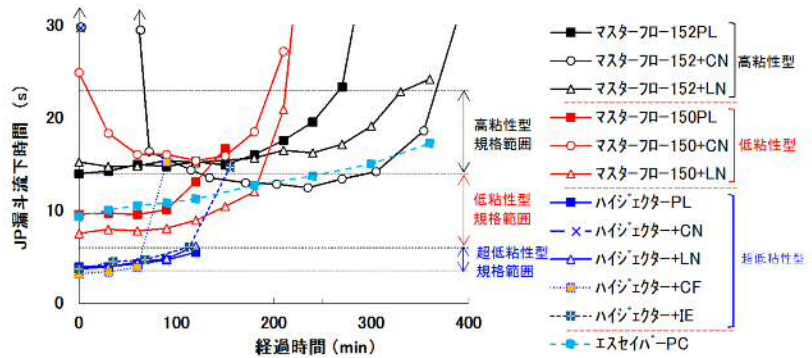 JP漏斗流下時間 (s)
30
20
10
0
0
100
200
300
400
経過時間 (min)
高粘性型
規格範囲
低粘性型
規格範囲
超低粘性型
規格範囲
マスターフロー152PL
マスターフロー152+CN
マスターフロー152+LN
高粘性型
マスターフロー150PL
マスターフロー150+CN
マスターフロー150+LN
低粘性型
ハイジェクターPL
ハイジェクター+CN
ハイジェクター+LN
ハイジェクター+CF
ハイジェクター+IE
超低粘性型
エスセイバーPC